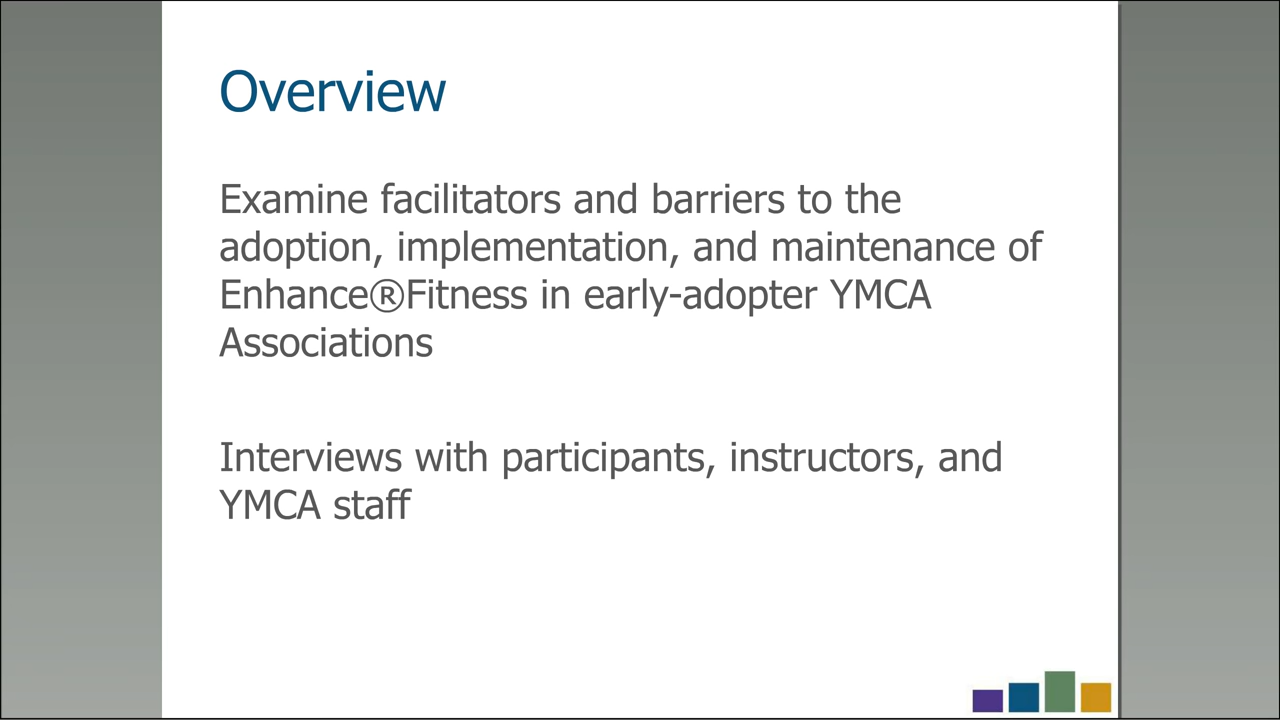 Overview
Examine facilitators and barriers to the
adoption, implementation, and maintenance of
Enhance®Fitness in early-adopter YMCA
Associations
Interviews with participants, instructors, and
YMCA staff